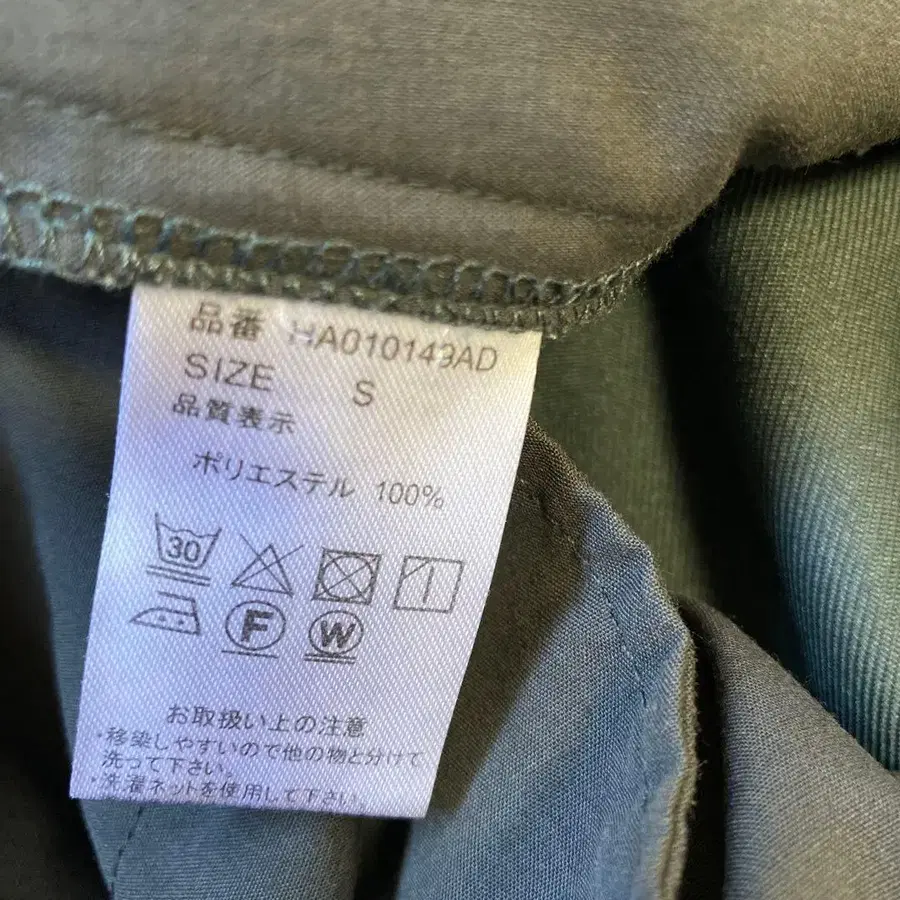 品番 HA010149AD
SIZE S
品質表示
ポリエステル 100%
30
F W
お取扱い上の注意
・移染しやすいので他の物と分けて
洗って下さい。
・洗濯ネットを使用して下さい。